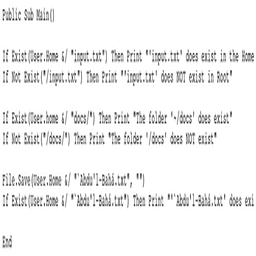 Public Sub Main()
If Exist(User.Home &/ "input.txt") Then Print "'input.txt' does exist in the Home
If Not Exist("/input.txt") Then Print "'input.txt' does NOT exist in Root"
If Exist(User.home &/ "docs/") Then Print "The folder '~/docs' does exist"
If Not Exist("/docs/") Then Print "The folder '/docs' does NOT exist"
File.Save(User.Home &/ "`Abdu'l-Bahá.txt", "")
If Exist(User.Home &/ "`Abdu'l-Bahá.txt") Then Print "'`Abdu'l-Bahá.txt' does exi
End